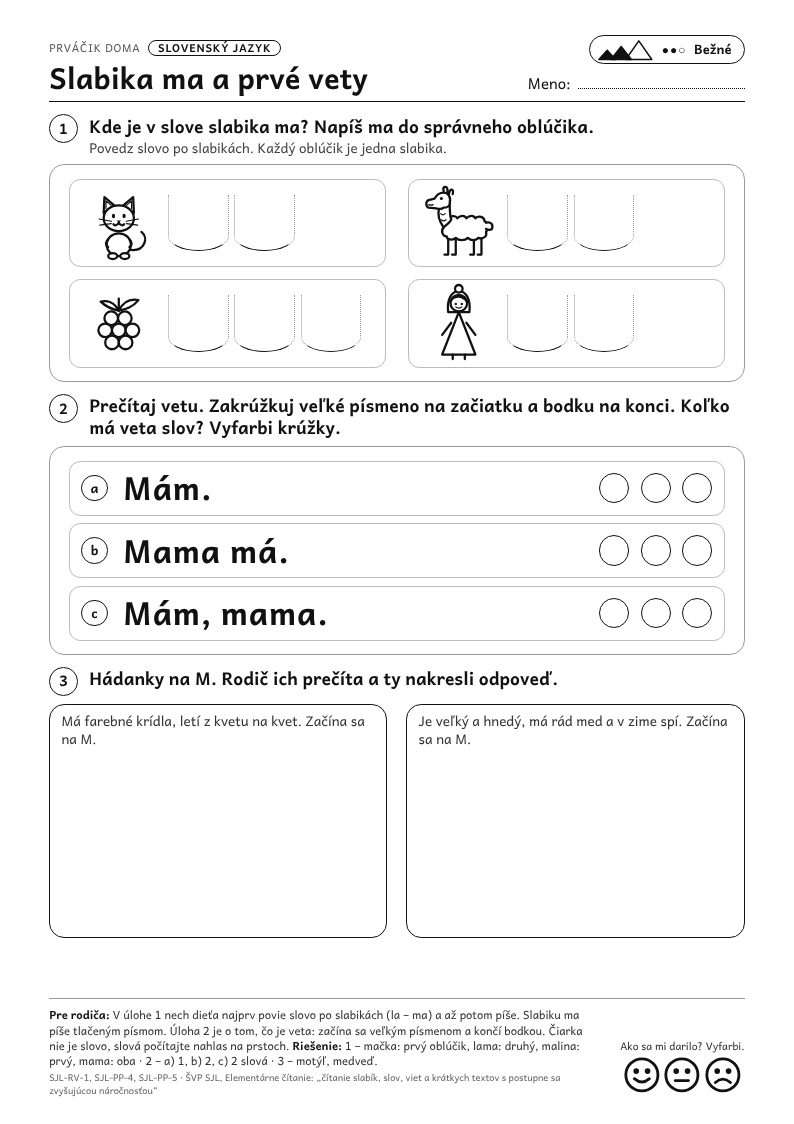 PRVÁČIK DOMA SLOVENSKÝ JAZYK
●●○ Bežné
Slabika ma a prvé vety
Meno:
1 Kde je v slove slabika ma? Napíš ma do správneho oblúčika.
Povedz slovo po slabikách. Každý oblúčik je jedna slabika.
2 Prečítaj vetu. Zakrúžkuj veľké písmeno na začiatku a bodku na konci. Koľko
má veta slov? Vyfarbi krúžky.
a Mám.
b Mama má.
c Mám, mama.
3 Hádanky na M. Rodič ich prečíta a ty nakresli odpoveď.
Má farebné krídla, letí z kvetu na kvet. Začína sa
na M.
Je veľký a hnedý, má rád med a v zime spí. Začína
sa na M.
Pre rodiča: V úlohe 1 nech dieťa najprv povie slovo po slabikách (la – ma) a až potom píše. Slabiku ma
píše tlačeným písmom. Úloha 2 je o tom, čo je veta: začína sa veľkým písmenom a končí bodkou. Čiarka
nie je slovo, slová počítajte nahlas na prstoch. Riešenie: 1 – mačka: prvý oblúčik, lama: druhý, malina:
prvý, mama: oba · 2 – a) 1, b) 2, c) 2 slová · 3 – motýľ, medveď.
SJL-RV-1, SJL-PP-4, SJL-PP-5 · ŠVP SJL, Elementárne čítanie: „čítanie slabík, slov, viet a krátkych textov s postupne sa
zvyšujúcou náročnosťou“
Ako sa mi darilo? Vyfarbi.